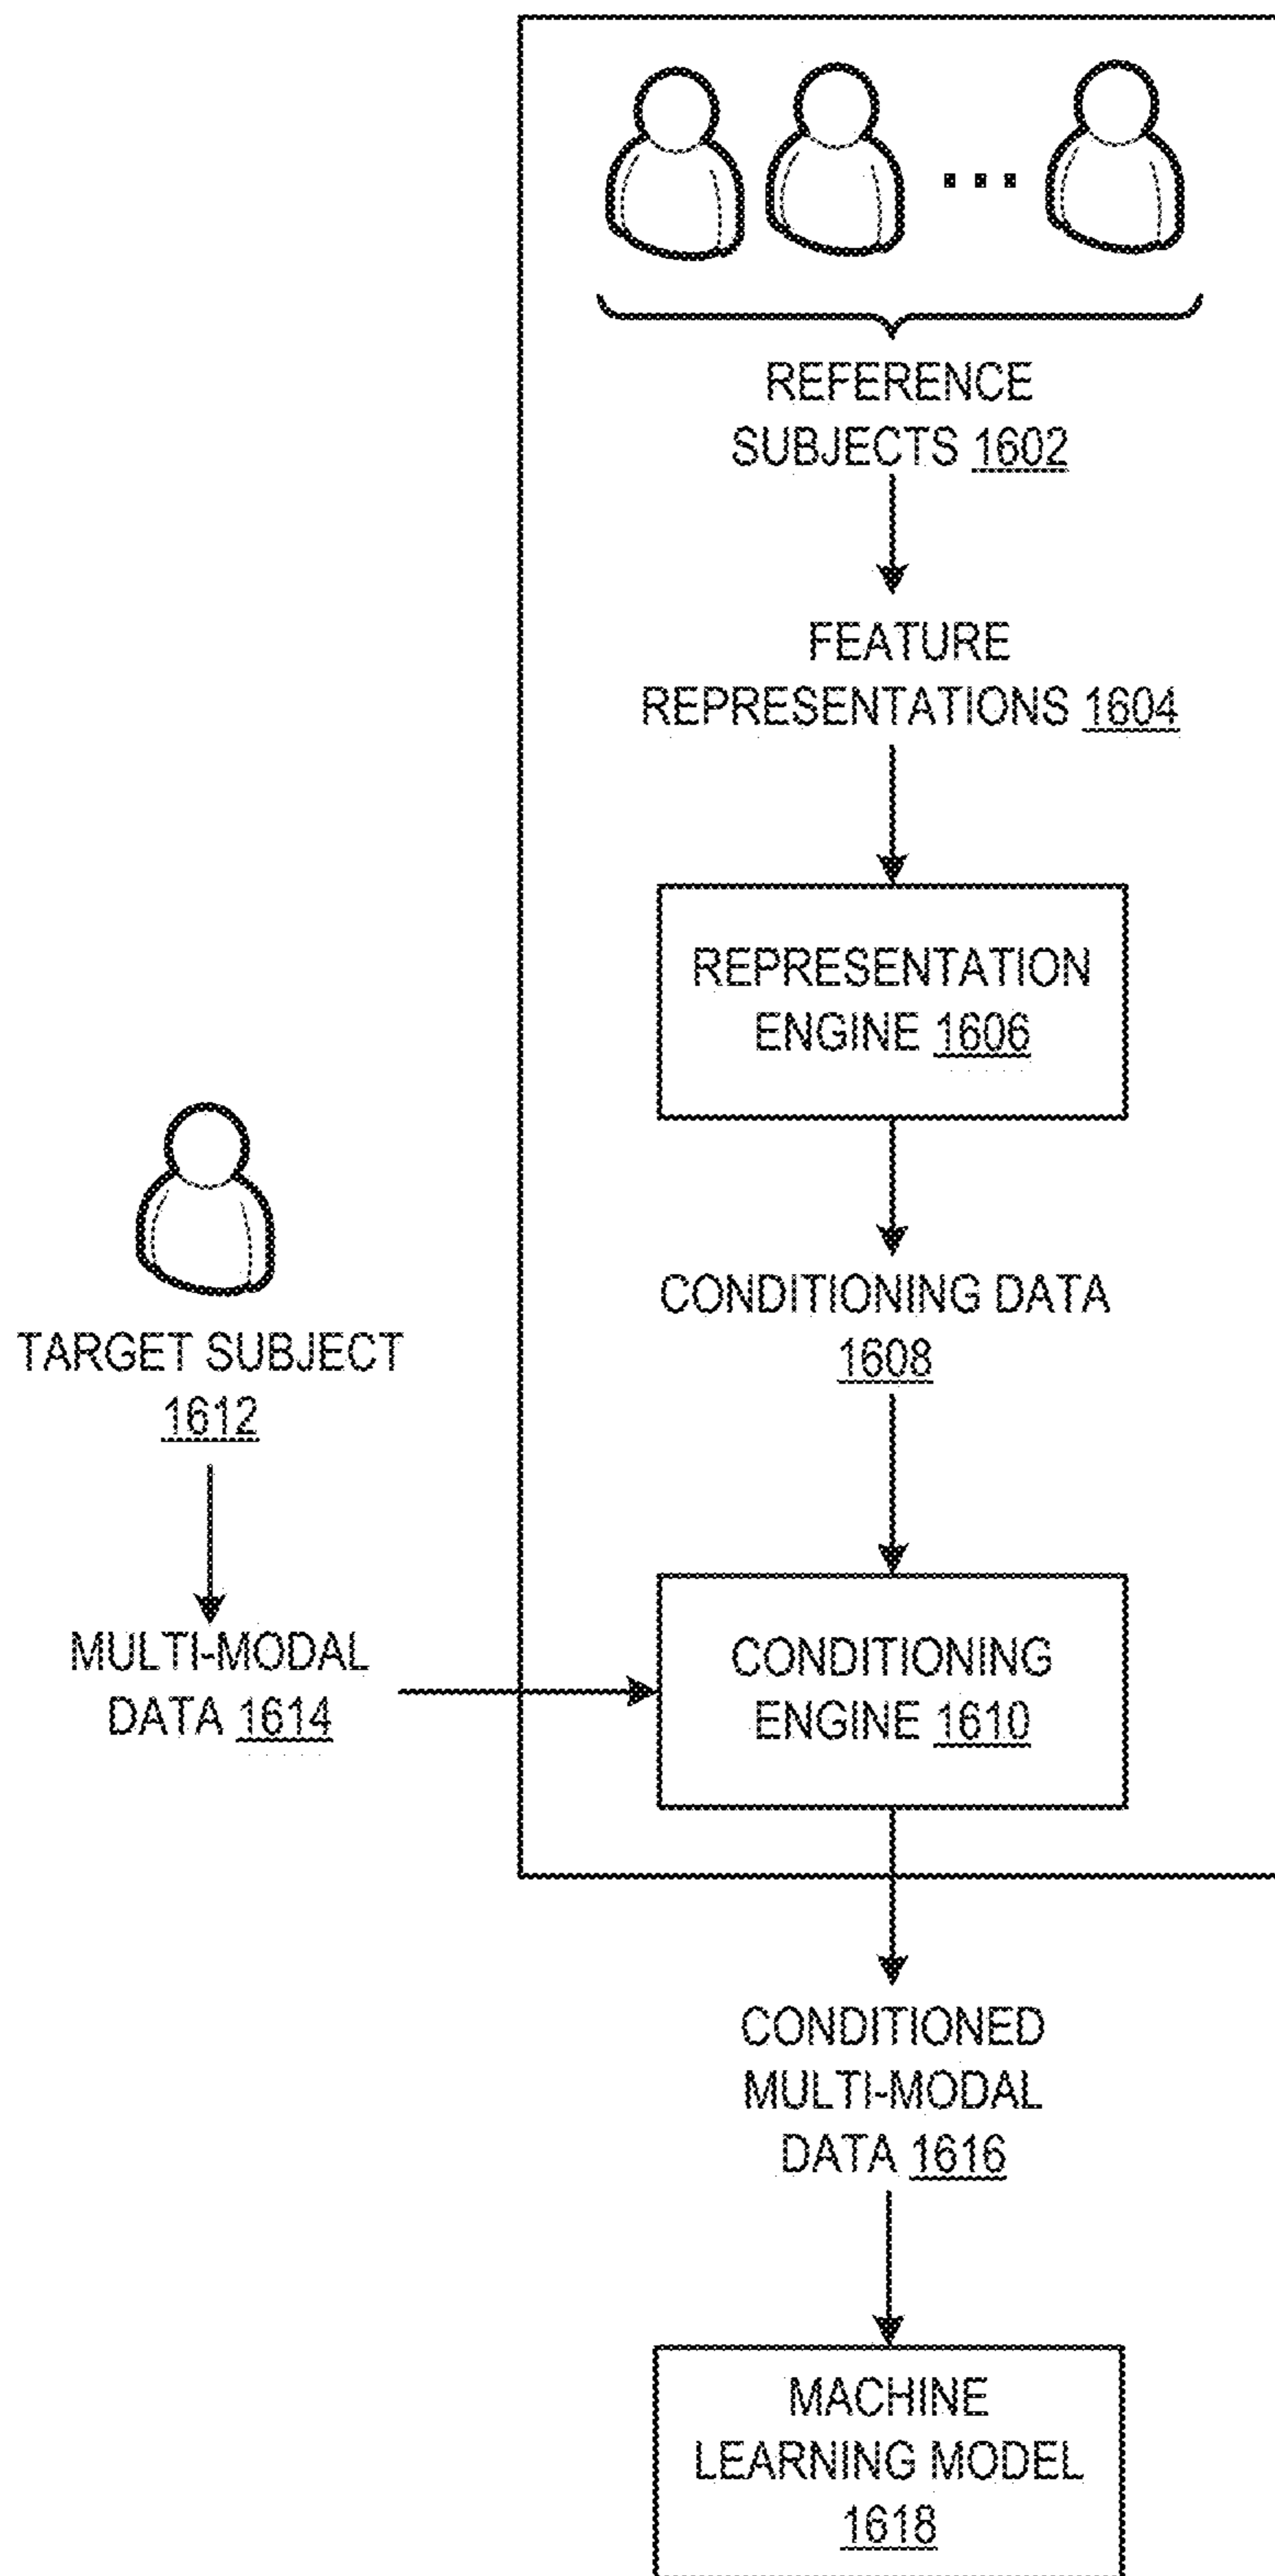 REFERENCE
SUBJECTS 1602
FEATURE
REPRESENTATIONS 1604
REPRESENTATION
ENGINE 1606
CONDITIONING DATA
1608
TARGET SUBJECT
1612
MULTI-MODAL
DATA 1614
CONDITIONING
ENGINE 1610
CONDITIONED
MULTI-MODAL
DATA 1616
MACHINE
LEARNING MODEL
1618